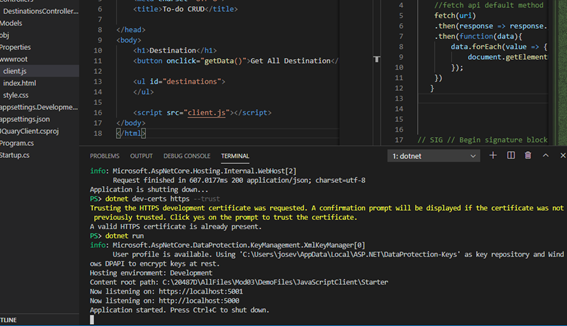 DestinationsController...
obj
Models
Properties
wwwroot
client.js
index.html
style.css
appsettings.Developme...
appsettings.json
JQueryClient.csproj
Program.cs
Startup.cs
TLINE
<title>To-do CRUD</title>
9 </head>
10 <body>
11 <h1>Destination</h1>
12 <button onclick="getData()">Get All Destination</
13
14 <ul id="destinations">
15 </ul>
16 <script src="client.js"></script>
17 </body>
18 </html>
4 //fetch api default method
5 fetch(url)
6 .then(response => response.
7 .then(function(data){
8 data.forEach(value => {
9 document.getElement
10 });
11 })
12 }
13
// SIG // Begin signature block
PROBLEMS OUTPUT DEBUG CONSOLE TERMINAL 1: dotnet
info: Microsoft.AspNetCore.Hosting.Internal.WebHost[2]
Request finished in 607.0177ms 200 application/json; charset=utf-8
Application is shutting down...
PS> dotnet dev-certs https --trust
Trusting the HTTPS development certificate was requested. A confirmation prompt will be displayed if the certificate was not
previously trusted. Click yes on the prompt to trust the certificate.
A valid HTTPS certificate is already present.
PS> dotnet run
info: Microsoft.AspNetCore.DataProtection.KeyManagement.XmlKeyManager[0]
User profile is available. Using 'C:\Users\josev\AppData\Local\ASP.NET\DataProtection-Keys' as key repository and Wind
ows DPAPI to encrypt keys at rest.
Hosting environment: Development
Content root path: C:\20487D\AllFiles\Mod03\DemoFiles\JavaScriptClient\Starter
Now listening on: https://localhost:5001
Now listening on: http://localhost:5000
Application started. Press Ctrl+C to shut down.